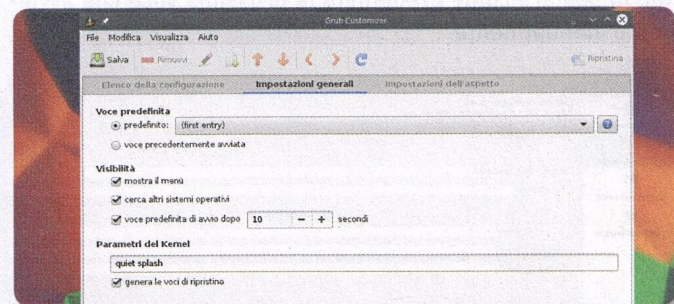 Grub Customizer
File Modifica Visualizza Aiuto
Salva Rimuovi Ripristina
Elenco della configurazione Impostazioni generali Impostazioni dell'aspetto
Voce predefinita
predefinito: (first entry)
voce precedentemente avviata
Visibilità
mostra il menù
cerca altri sistemi operativi
voce predefinita di avvio dopo 10 secondi
Parametri del Kernel
quiet splash
genera le voci di ripristino